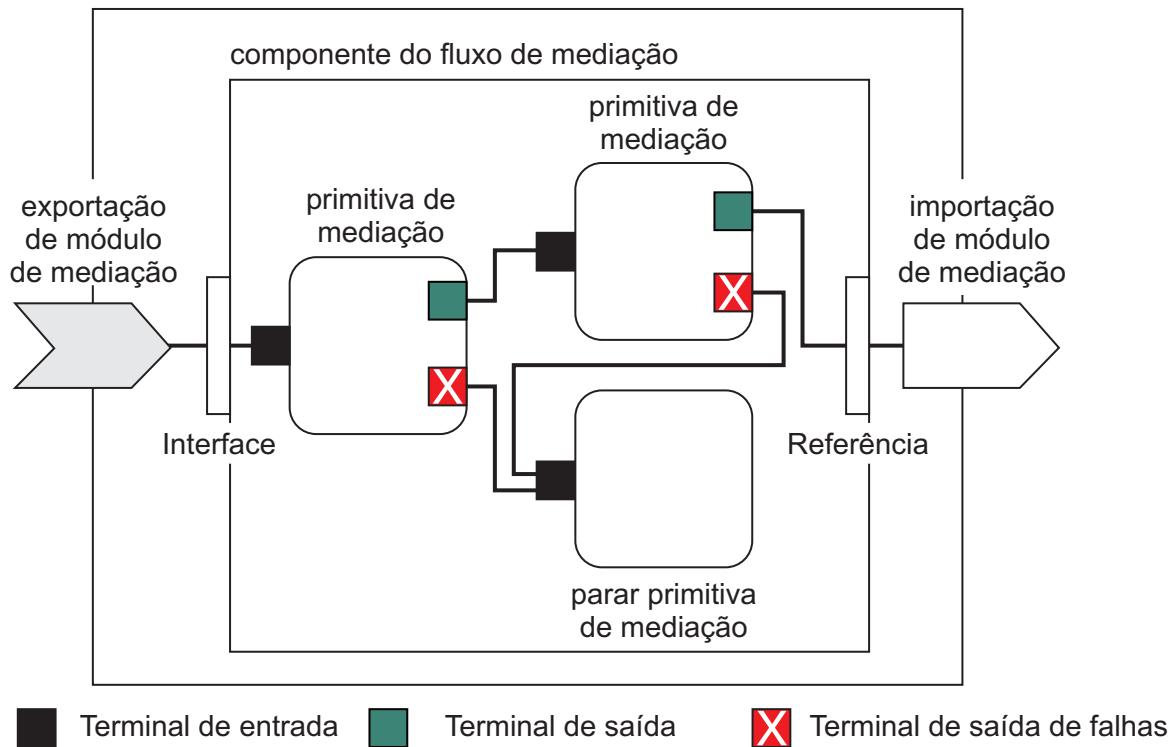 componente do fluxo de mediação
primitiva de
mediação
primitiva de
mediação
exportação
de módulo
de mediação
importação
de módulo
de mediação
X
X
Interface
Referência
parar primitiva
de mediação
Terminal de entrada
Terminal de saída
X Terminal de saída de falhas